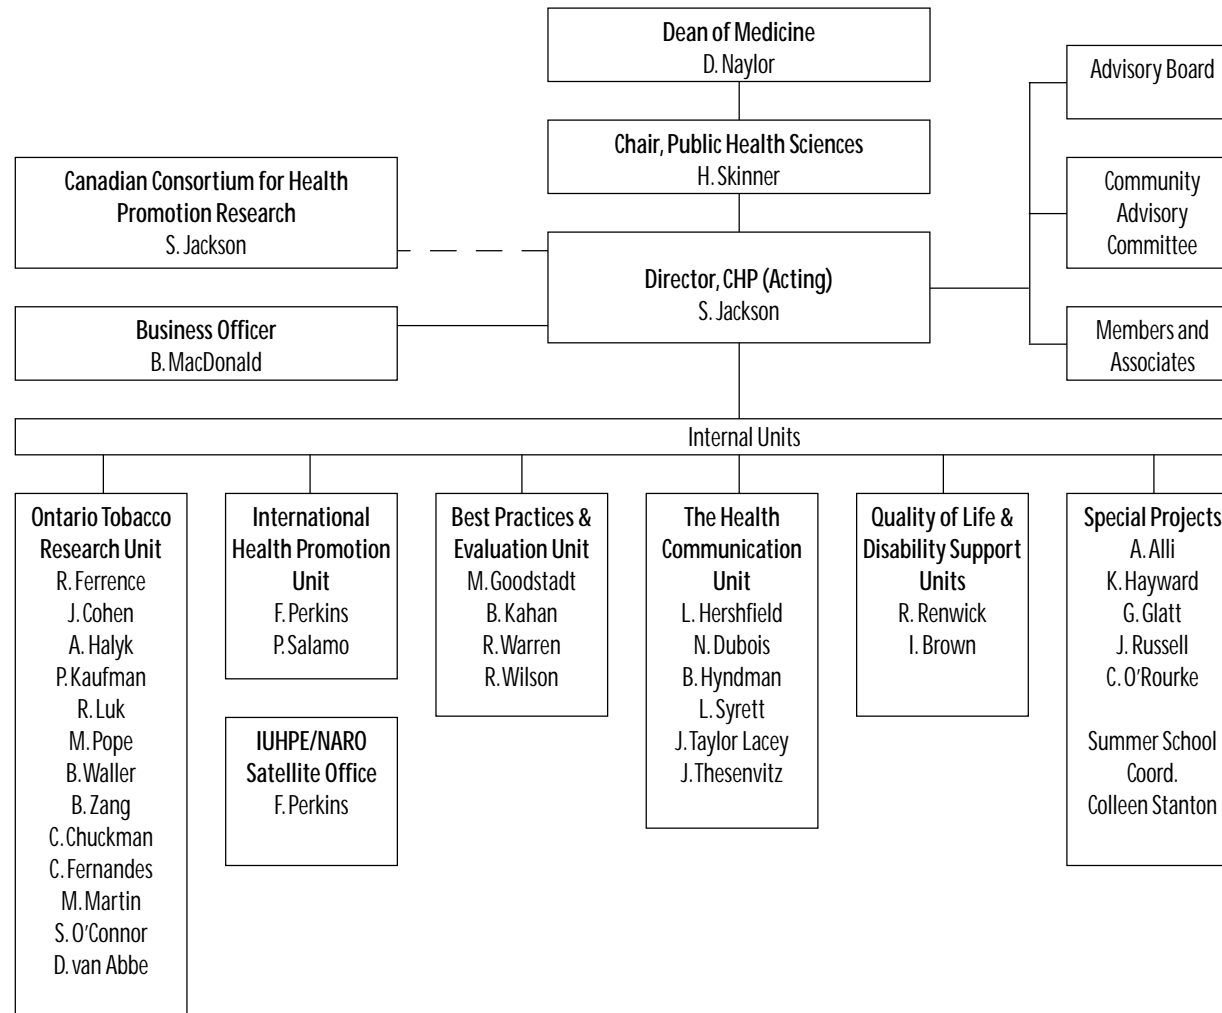 Dean of Medicine
D. Naylor
Chair, Public Health Sciences
H. Skinner
Canadian Consortium for Health
Promotion Research
S. Jackson
Director, CHP (Acting)
S. Jackson
Business Officer
B. MacDonald
Advisory Board
Community
Advisory
Committee
Members and
Associates
Internal Units
Ontario Tobacco
Research Unit
R. Ferrence
J. Cohen
A. Halyk
P. Kaufman
R. Luk
M. Pope
B. Waller
B. Zang
C. Chuckman
C. Fernandes
M. Martin
S. O'Connor
D. van Abbe
International
Health Promotion
Unit
F. Perkins
P. Salamo
IUHPE/NARO
Satellite Office
F. Perkins
Best Practices &
Evaluation Unit
M. Goodstadt
B. Kahan
R. Warren
R. Wilson
The Health
Communication
Unit
L. Hershfield
N. Dubois
B. Hyndman
L. Syrett
J. Taylor Lacey
J. Thesenvitz
Quality of Life &
Disability Support
Units
R. Renwick
I. Brown
Special Projects
A. Alli
K. Hayward
G. Glatt
J. Russell
C. O'Rourke
Summer School
Coord.
Colleen Stanton